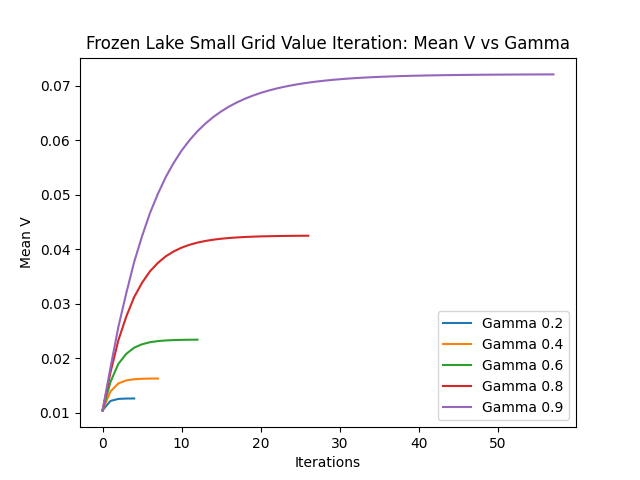 Frozen Lake Small Grid Value Iteration: Mean V vs Gamma
0.07
0.06
0.05
0.04
0.03
0.02
0.01
Mean V
0 10 20 30 40 50
Iterations
Gamma 0.2
Gamma 0.4
Gamma 0.6
Gamma 0.8
Gamma 0.9